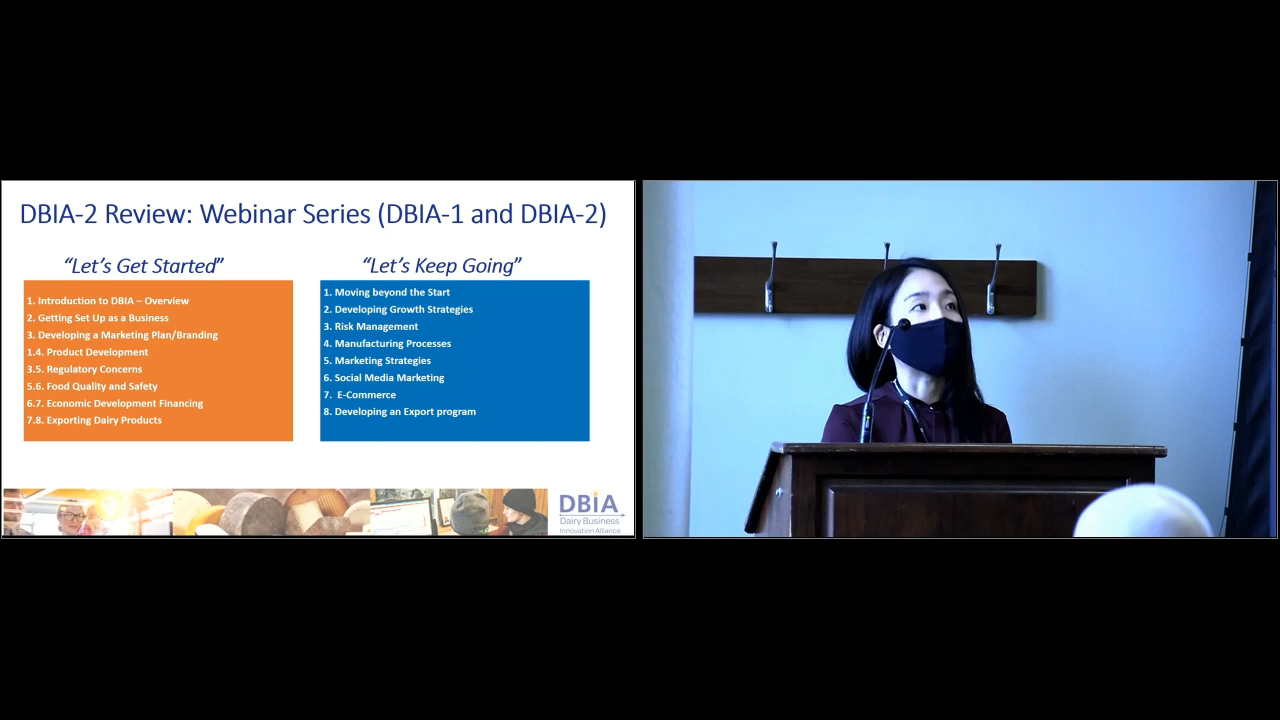 DBIA-2 Review: Webinar Series (DBIA-1 and DBIA-2)
“Let’s Get Started”
1. Introduction to DBIA – Overview
2. Getting Set Up as a Business
3. Developing a Marketing Plan/Branding
1.4. Product Development
3.5. Regulatory Concerns
5.6. Food Quality and Safety
6.7. Economic Development Financing
7.8. Exporting Dairy Products
“Let’s Keep Going”
1. Moving beyond the Start
2. Developing Growth Strategies
3. Risk Management
4. Manufacturing Processes
5. Marketing Strategies
6. Social Media Marketing
7. E-Commerce
8. Developing an Export program
DBiA
Dairy Business
Innovation Alliance